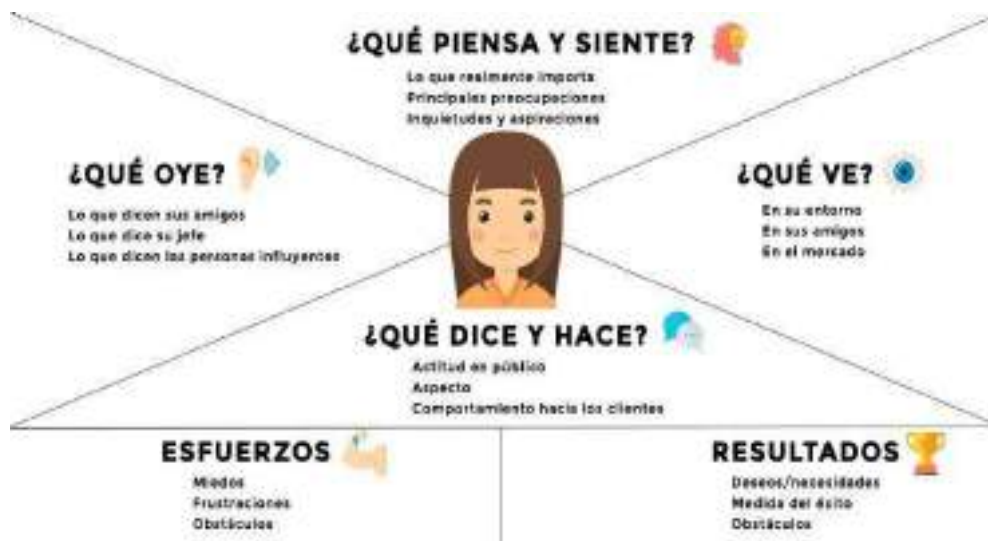 ¿QUÉ PIENSA Y SIENTE?
Lo que realmente importa
Principales preocupaciones
Inquietudes y aspiraciones
¿QUÉ OYE?
Lo que dicen sus amigos
Lo que dice su jefe
Lo que dicen las personas influyentes
¿QUÉ VE?
En su entorno
En sus amigos
En el mercado
¿QUÉ DICE Y HACE?
Actitud en público
Aspecto
Comportamiento hacia los clientes
ESFUERZOS
Miedos
Frustraciones
Obstáculos
RESULTADOS
Deseos/necesidades
Medida del éxito
Obstáculos